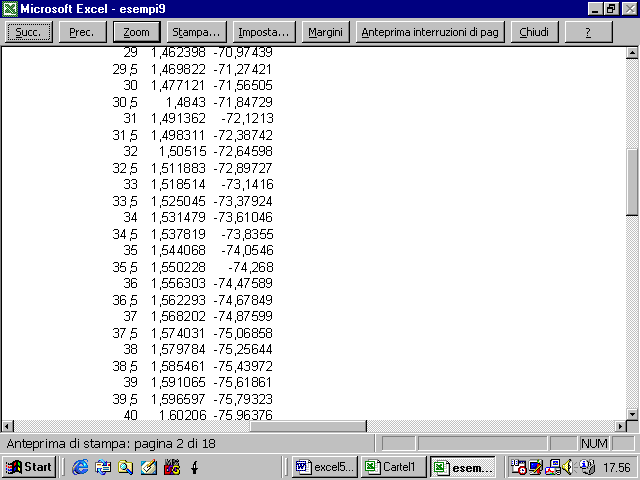 Microsoft Excel - esempi9
Succ. Prec. Zoom Stampa... Imposta... Margini Anteprima interruzioni di pag Chiudi ?
29 1,462398 -70,97439
29,5 1,469822 -71,27421
30 1,477121 -71,56505
30,5 1,4843 -71,84729
31 1,491362 -72,1213
31,5 1,498311 -72,38742
32 1,50515 -72,64598
32,5 1,511883 -72,89727
33 1,518514 -73,1416
33,5 1,525045 -73,37924
34 1,531479 -73,61046
34,5 1,537819 -73,8355
35 1,544068 -74,0546
35,5 1,550228 -74,268
36 1,556303 -74,47589
36,5 1,562293 -74,67849
37 1,568202 -74,87599
37,5 1,574031 -75,06858
38 1,579784 -75,25644
38,5 1,585461 -75,43972
39 1,591065 -75,61861
39,5 1,596597 -75,79323
40 1,60206 -75,96376
Anteprima di stampa: pagina 2 di 18 NUM
Start excel5... Cartel1 esem... 17.56